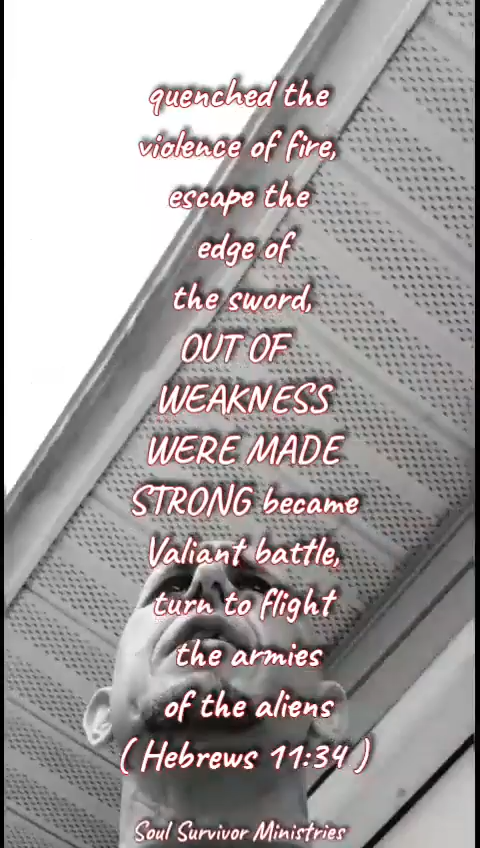 quenched the
violence of fire,
escape the
edge of
the sword,
OUT OF
WEAKNESS
WERE MADE
STRONG became
Valiant battle,
turn to flight
the armies
of the aliens
( Hebrews 11:34 )
Soul Survivor Ministries